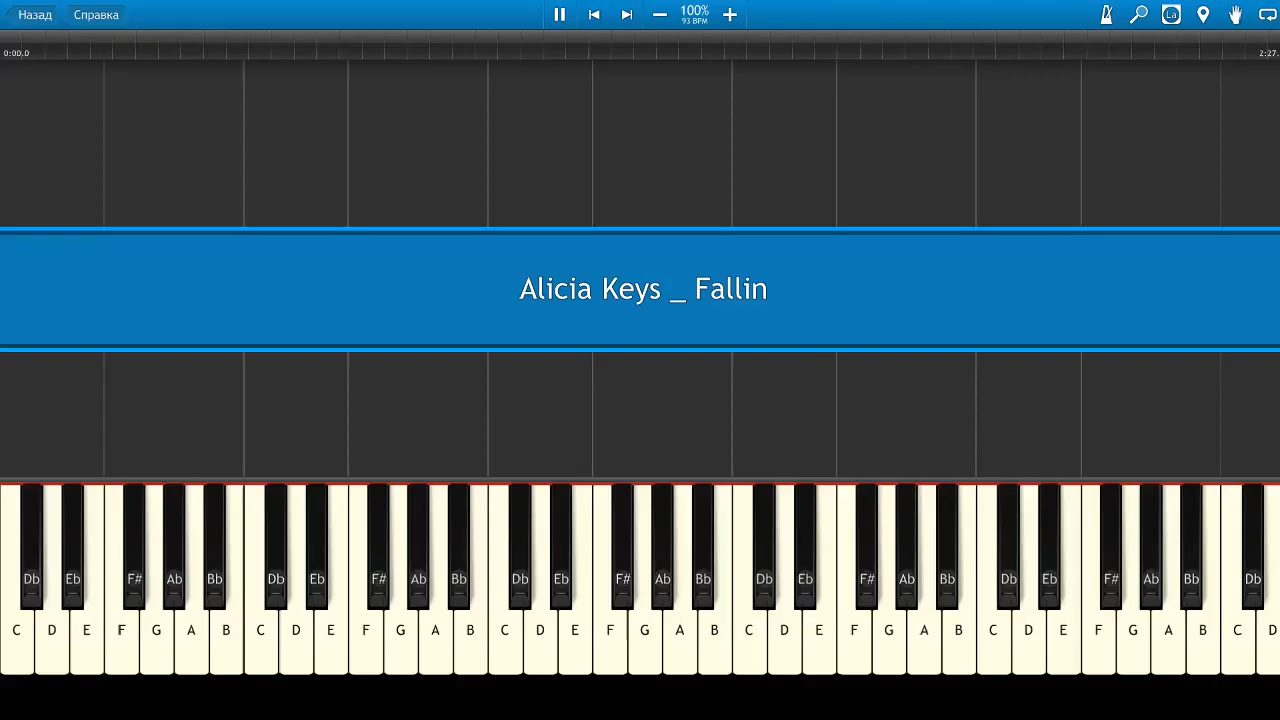 Назад Справка 100% La
93 BPM
0:00.0 2:27.
Alicia Keys _ Fallin
Db Eb F# Ab Bb Db Eb F# Ab Bb Db Eb F# Ab Bb Db Eb F# Ab Bb Db Eb F# Ab Bb Db
C D E F G A B C D E F G A B C D E F G A B C D E F G A B C D E F G A B C D